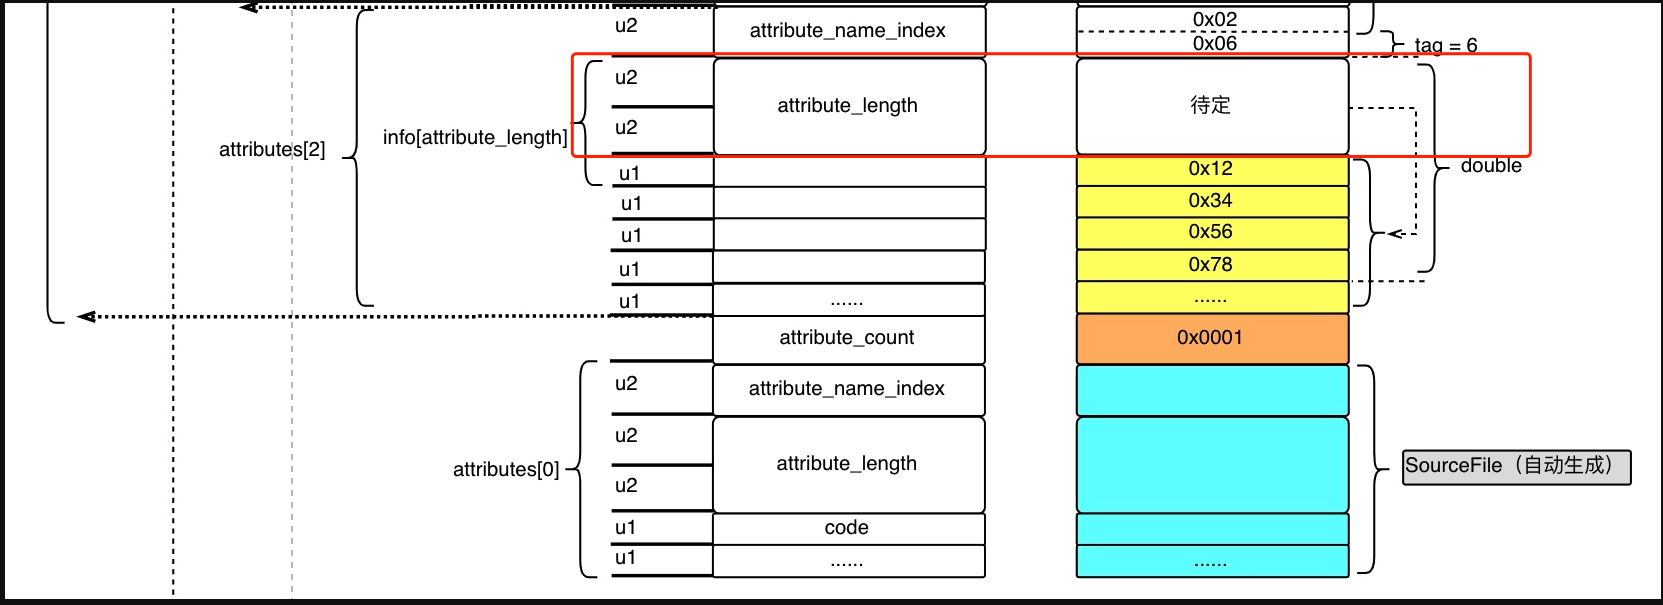 u2
attribute_name_index
0x02
0x06
tag = 6
u2
attribute_length
待定
u2
info[attribute_length]
attributes[2]
double
u1
0x12
u1
0x34
u1
0x56
u1
0x78
u1
......
......
attribute_count
0x0001
u2
attribute_name_index
u2
attribute_length
u2
attributes[0]
SourceFile（自动生成）
u1
code
u1
......
......